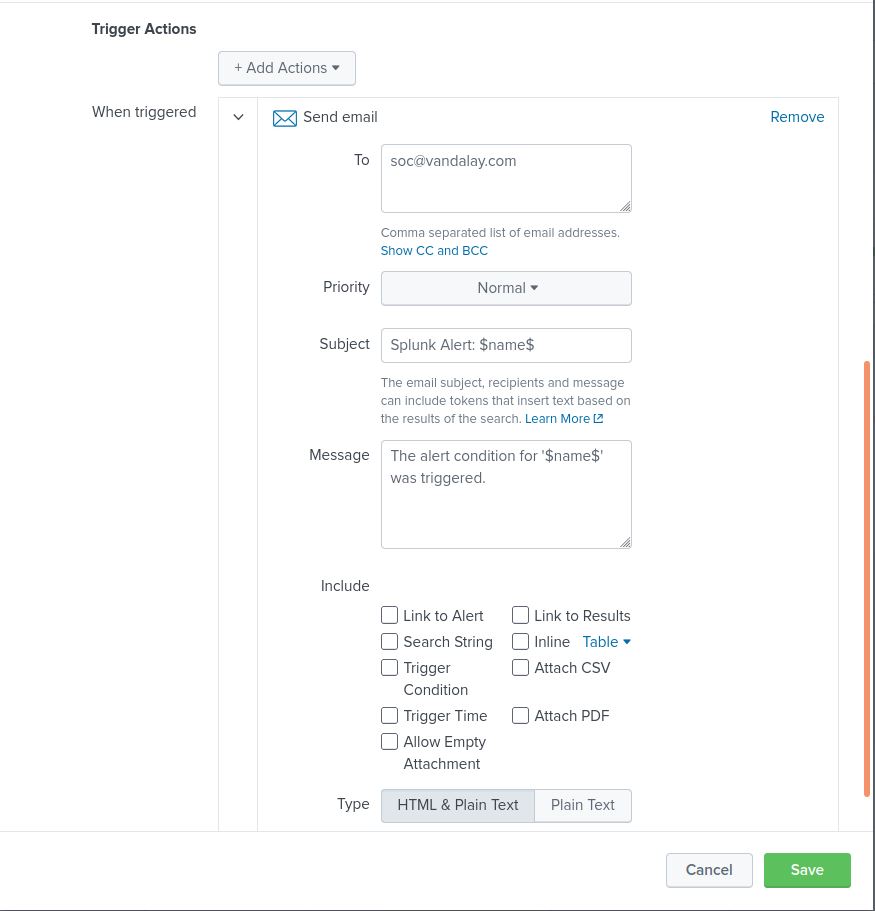 Trigger Actions
+ Add Actions
When triggered
Send email
Remove
To
soc@vandalay.com
Comma separated list of email addresses.
Show CC and BCC
Priority
Normal
Subject
Splunk Alert: $name$
The email subject, recipients and message
can include tokens that insert text based on
the results of the search. Learn More
Message
The alert condition for '$name$'
was triggered.
Include
Link to Alert
Link to Results
Search String
Inline Table
Trigger
Condition
Attach CSV
Trigger Time
Attach PDF
Allow Empty
Attachment
Type
HTML & Plain Text
Plain Text
Cancel
Save